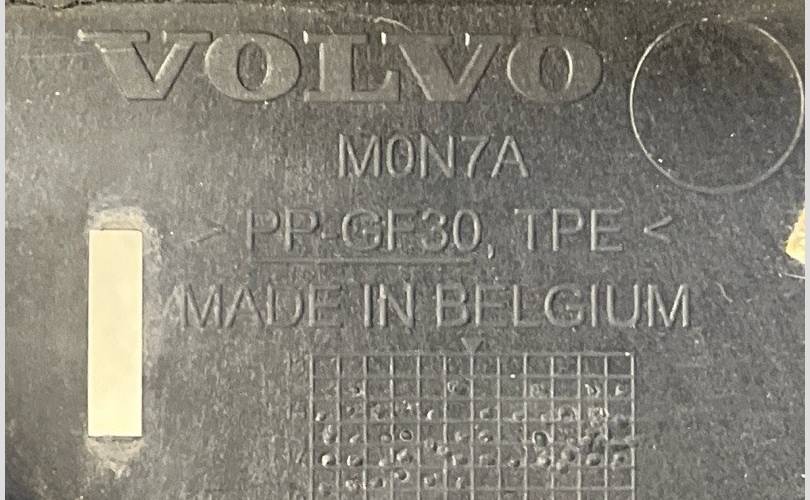 VOLVO
M0N7A
> PP-GF30, TPE <
MADE IN BELGIUM